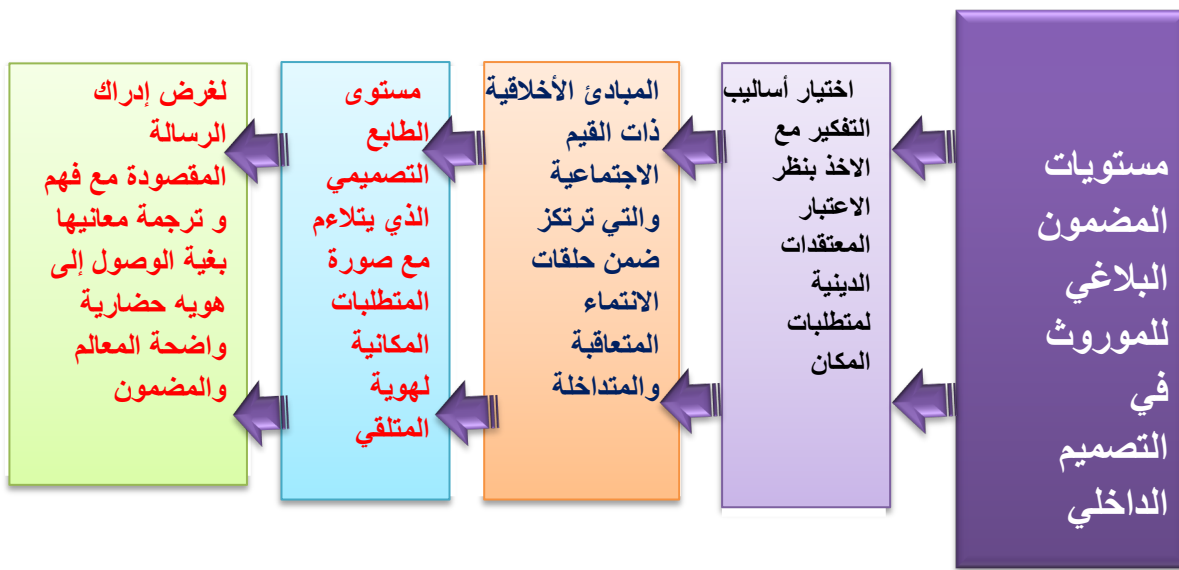 مستويات
المضمون
البلاغي
للموروث
في
التصميم
الداخلي
اختيار أساليب
التفكير مع
الاخذ بنظر
الاعتبار
المعتقدات
الدينية
لمتطلبات
المكان
المبادئ الأخلاقية
ذات القيم
الاجتماعية
والتي ترتكز
ضمن حلقات
الانتماء
المتعاقبة
والمتداخلة
مستوى
الطابع
التصميمي
الذي يتلاءم
مع صورة
المتطلبات
المكانية
لهوية
المتلقي
لغرض إدراك
الرسالة
المقصودة مع فهم
و ترجمة معانيها
بغية الوصول إلى
هويه حضارية
واضحة المعالم
والمضمون